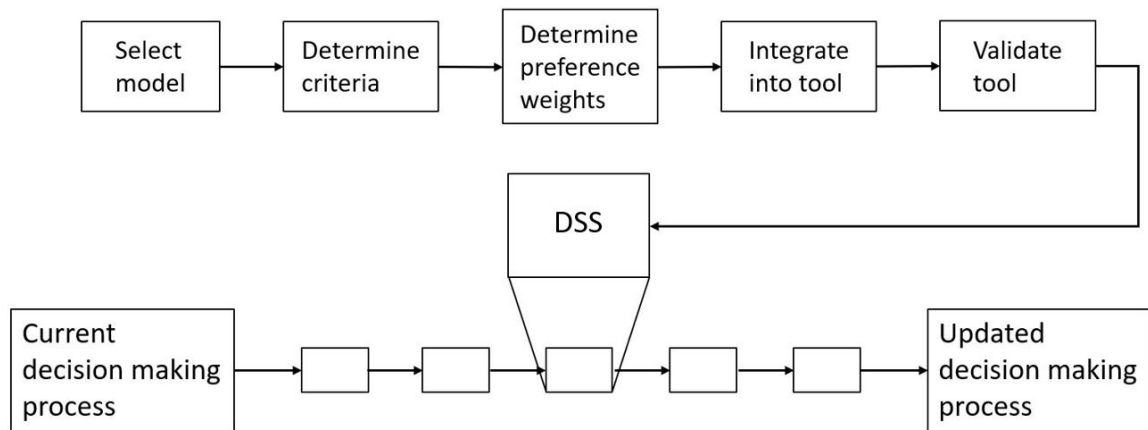 Select
model
Determine
criteria
Determine
preference
weights
Integrate
into tool
Validate
tool
DSS
Current
decision making
process
Updated
decision making
process